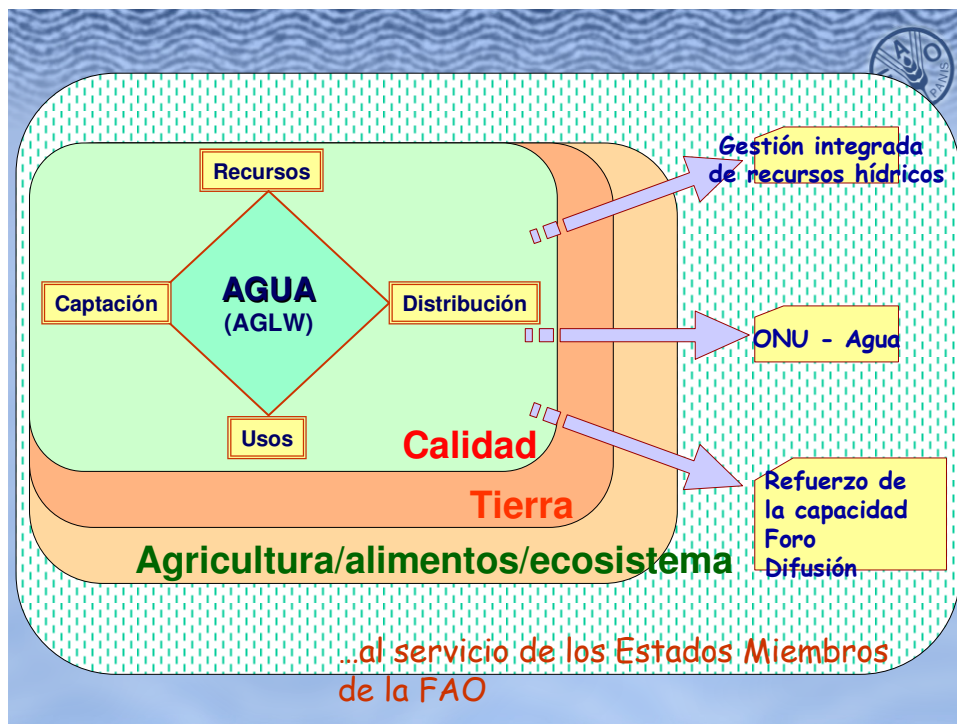 Gestión integrada
de recursos hídricos
Recursos
AGUA
(AGLW)
Captación
Distribución
ONU - Agua
Usos
Calidad
Refuerzo de
la capacidad
Foro
Difusión
Tierra
Agricultura/alimentos/ecosistema
...al servicio de los Estados Miembros
de la FAO
A O
PANIS